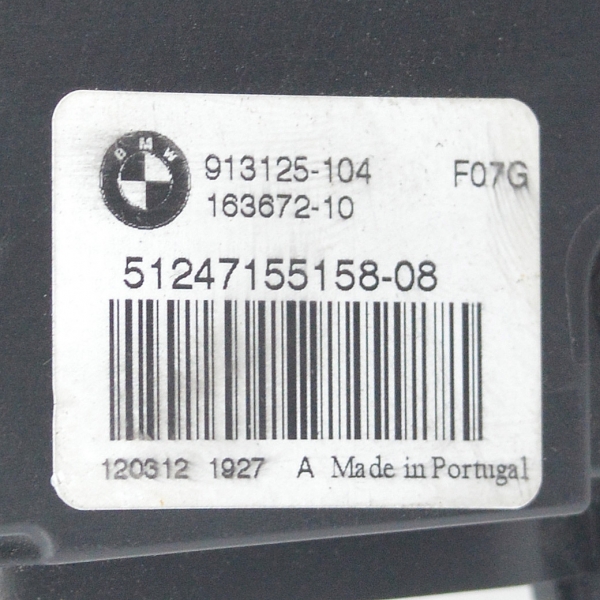 BMW
913125-104 F07G
163672-10
51247155158-08
120312 1927 A Made in Portugal